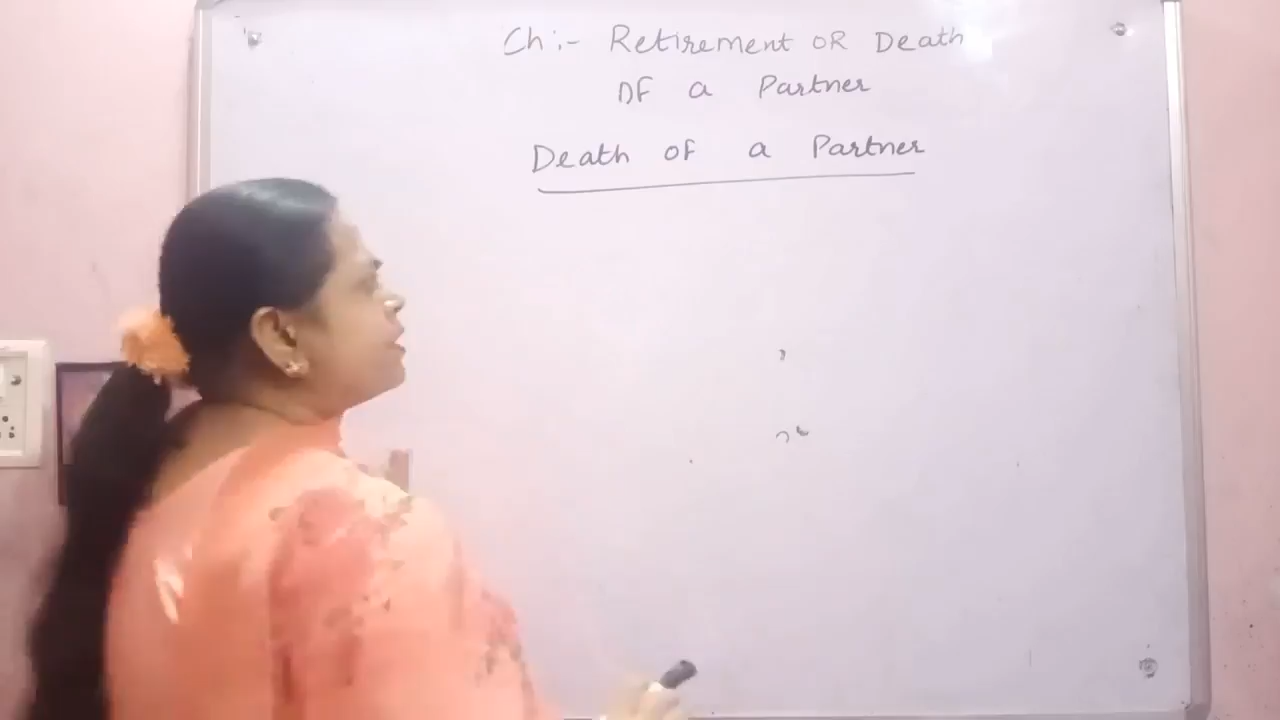 Ch:- Retirement OR Death
OF a Partner
Death of a Partner